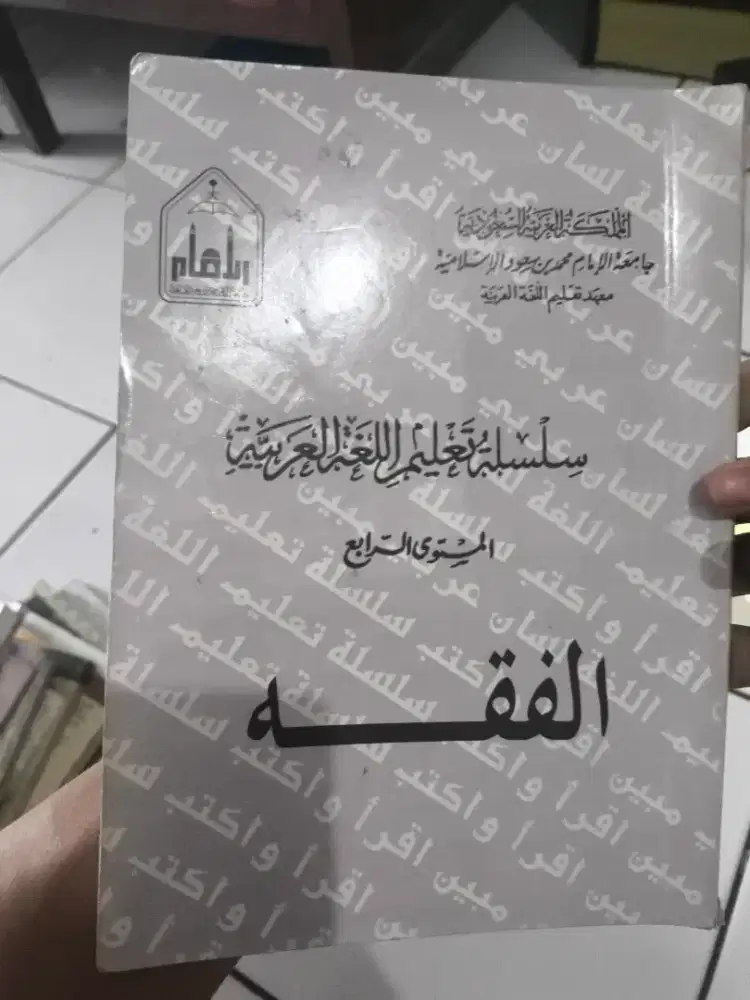 المملكة العربية السعودية
جامعة الإمام محمد بن سعود الإسلامية
معهد تعليم اللغة العربية
الإمام
سلسلة تعليم اللغة العربية
المستوى الرابع
الفقه